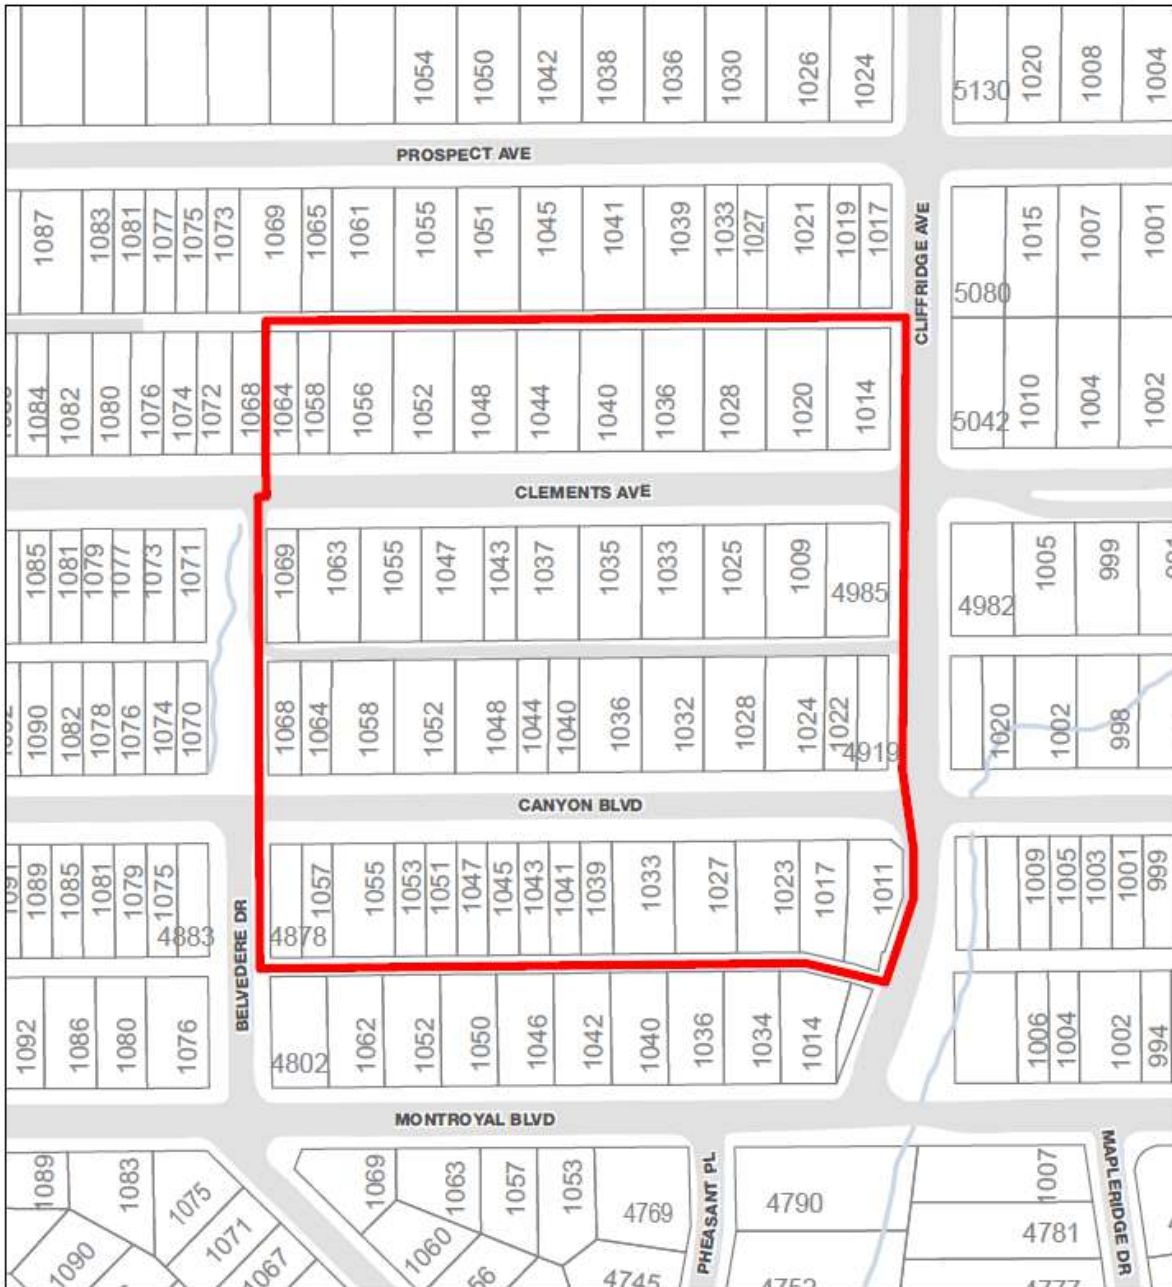 1054 1050 1042 1038 1036 1030 1026 1024 5130 1020 1008 1004
PROSPECT AVE
1087 1083 1081 1077 1075 1073 1069 1065 1061 1055 1051 1045 1041 1039 1033 1027 1021 1019 1017 1015 1007 1001
CLIFFRIDGE AVE
5080
1084 1082 1080 1076 1074 1072 1068 1064 1058 1056 1052 1048 1044 1040 1036 1028 1020 1014 5042 1010 1004 1002
CLEMENTS AVE
1085 1081 1079 1077 1073 1071 1069 1063 1055 1047 1043 1037 1035 1033 1025 1009 4985 4982 1005 999
1090 1082 1078 1076 1074 1070 1068 1064 1058 1052 1048 1044 1040 1036 1032 1028 1024 1022 4919 1020 1002 998
CANYON BLVD
1089 1085 1081 1079 1075 4883 4878 1057 1055 1053 1051 1047 1045 1043 1041 1039 1033 1027 1023 1017 1011 1009 1005 1003 1001 999
BELVEDERE DR
1092 1086 1080 1076 4802 1062 1052 1050 1046 1042 1040 1036 1034 1014 1006 1004 1002 994
MONTROYAL BLVD
1089 1083 1075 1069 1063 1057 1053 4769 4790 1007
PHEASANT PL
MAPLERIDGE DR
1090 1071 1067 1060 4745 4781